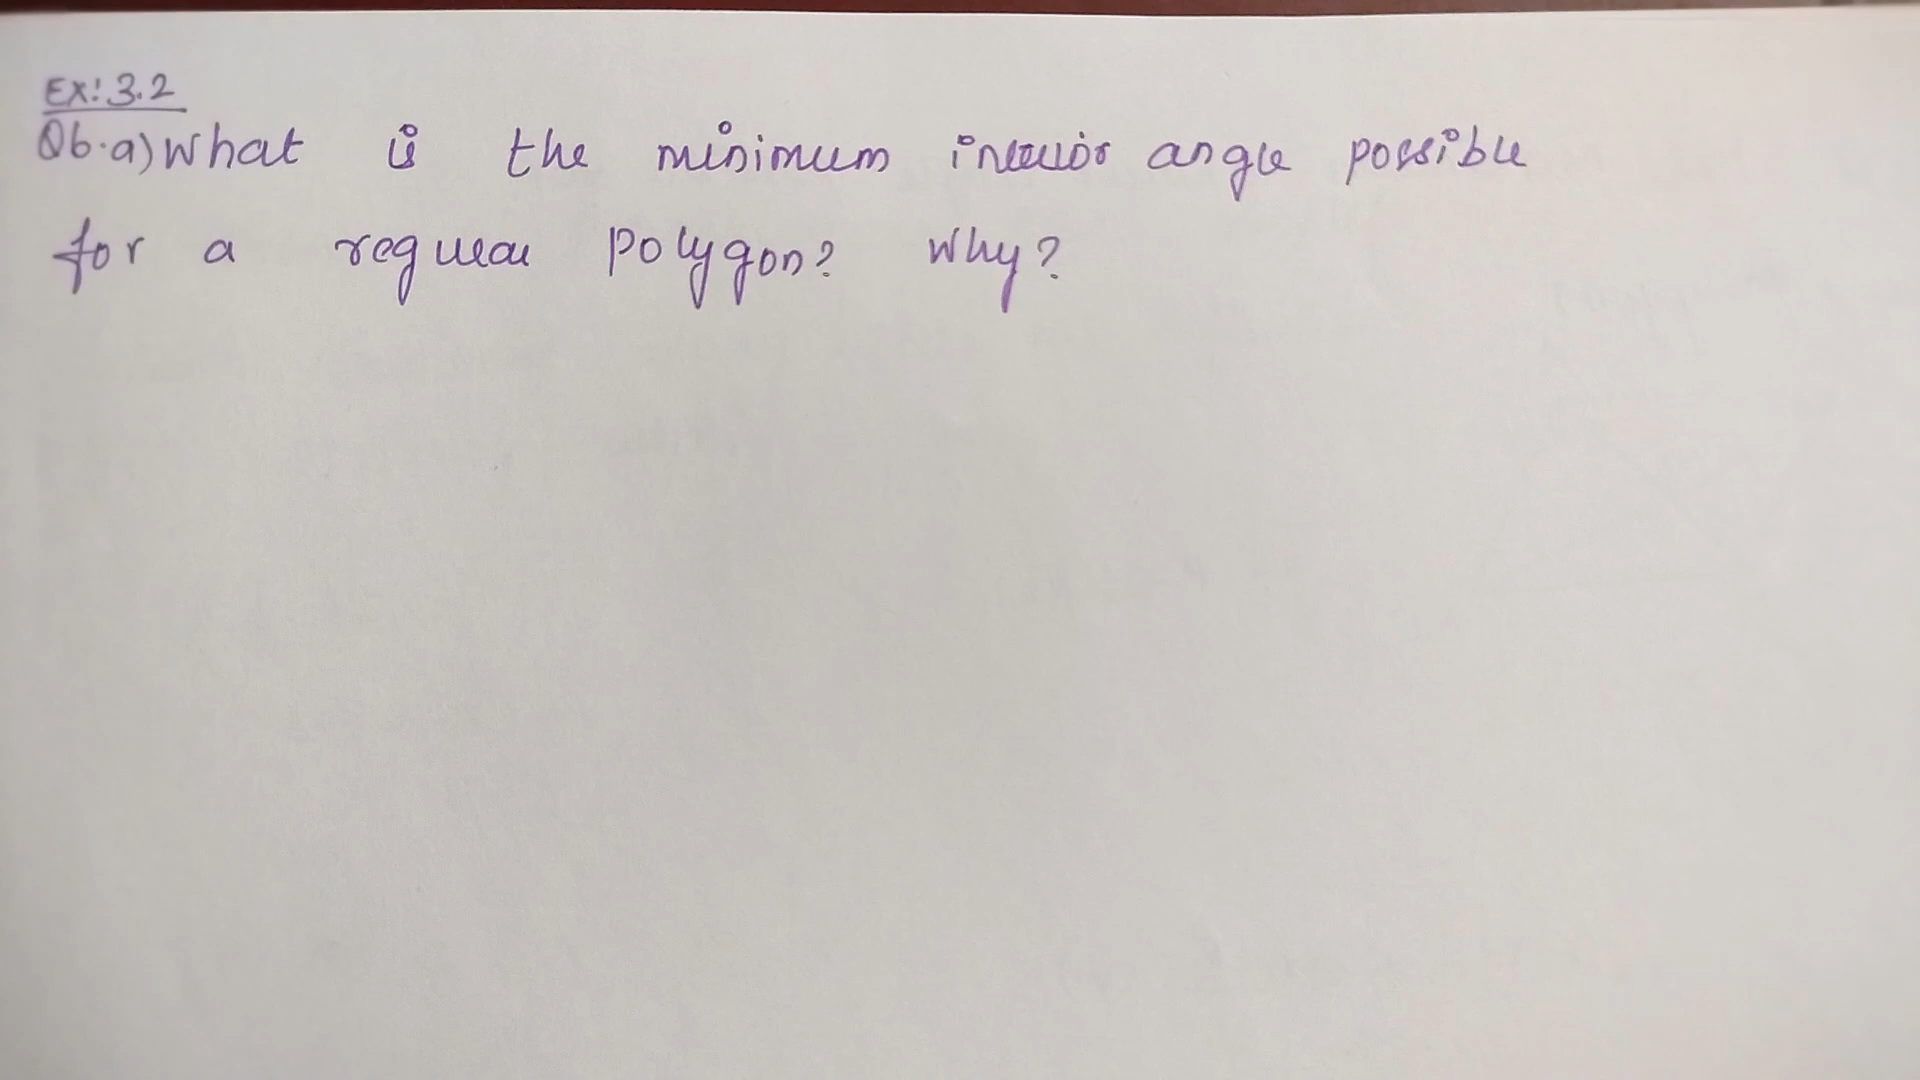 Ex: 3.2
Q6.a) What is the minimum interior angle possible
for a regular polygon? Why?